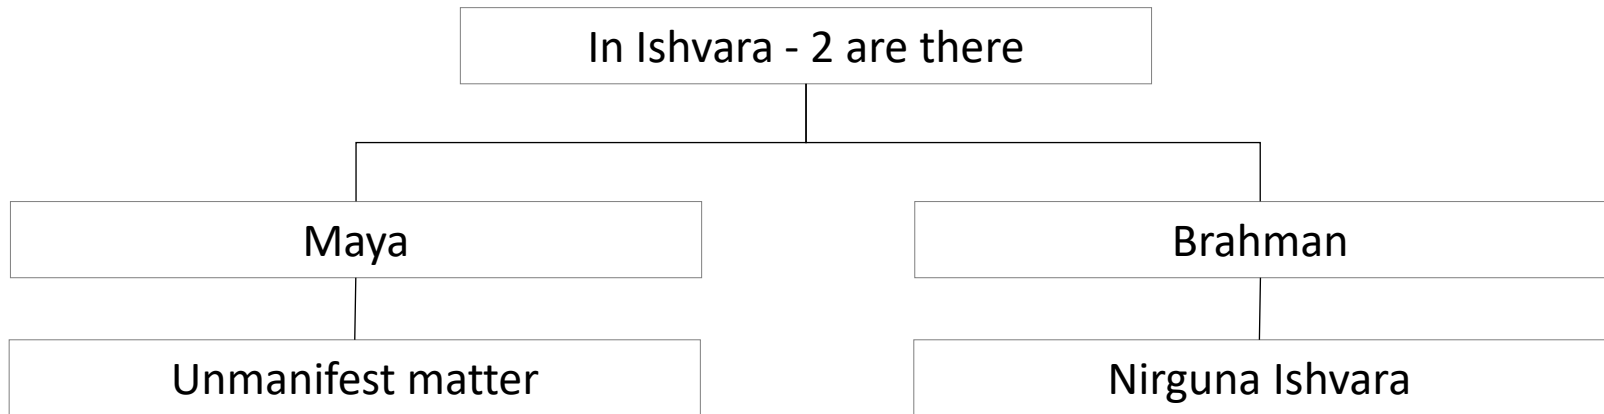 In Ishvara - 2 are there
Maya
Brahman
Unmanifest matter
Nirguna Ishvara